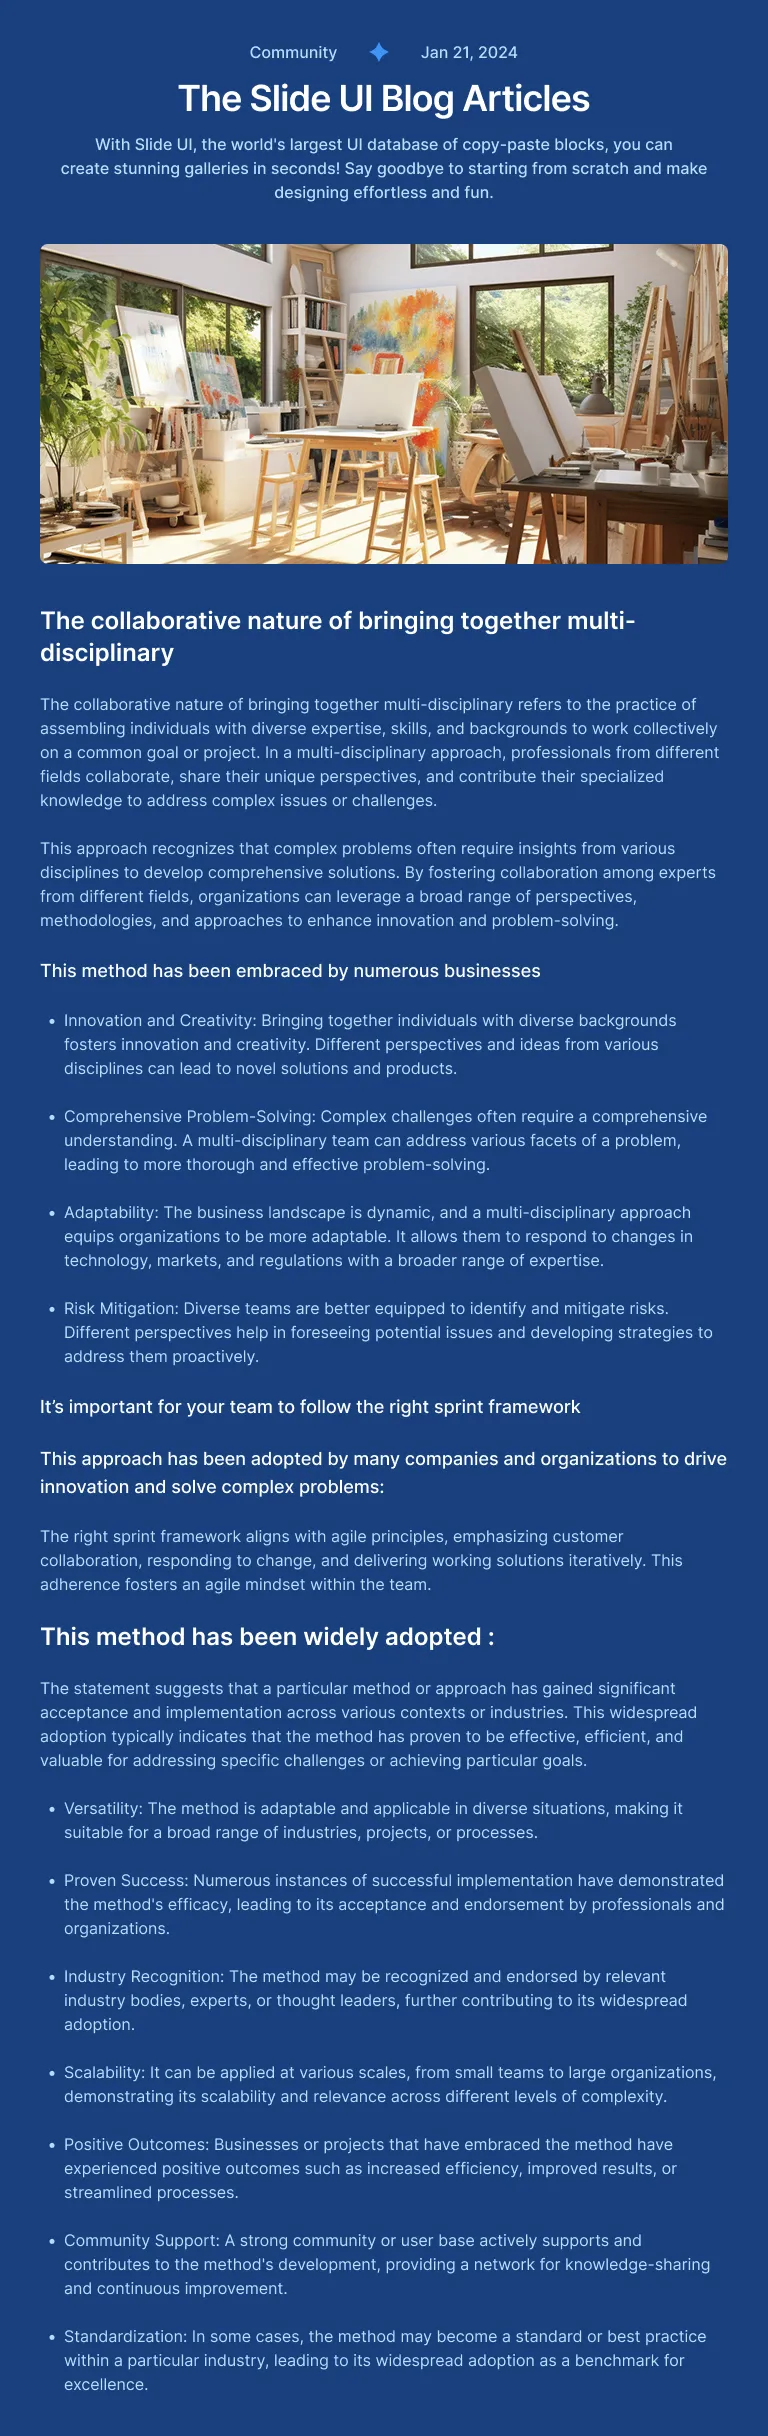 Community
Jan 21, 2024
The Slide UI Blog Articles
With Slide UI, the world's largest UI database of copy-paste blocks, you can
create stunning galleries in seconds! Say goodbye to starting from scratch and make
designing effortless and fun.
The collaborative nature of bringing together multi-
disciplinary
The collaborative nature of bringing together multi-disciplinary refers to the practice of
assembling individuals with diverse expertise, skills, and backgrounds to work collectively
on a common goal or project. In a multi-disciplinary approach, professionals from different
fields collaborate, share their unique perspectives, and contribute their specialized
knowledge to address complex issues or challenges.
This approach recognizes that complex problems often require insights from various
disciplines to develop comprehensive solutions. By fostering collaboration among experts
from different fields, organizations can leverage a broad range of perspectives,
methodologies, and approaches to enhance innovation and problem-solving.
This method has been embraced by numerous businesses
• Innovation and Creativity: Bringing together individuals with diverse backgrounds
fosters innovation and creativity. Different perspectives and ideas from various
disciplines can lead to novel solutions and products.
• Comprehensive Problem-Solving: Complex challenges often require a comprehensive
understanding. A multi-disciplinary team can address various facets of a problem,
leading to more thorough and effective problem-solving.
• Adaptability: The business landscape is dynamic, and a multi-disciplinary approach
equips organizations to be more adaptable. It allows them to respond to changes in
technology, markets, and regulations with a broader range of expertise.
• Risk Mitigation: Diverse teams are better equipped to identify and mitigate risks.
Different perspectives help in foreseeing potential issues and developing strategies to
address them proactively.
It’s important for your team to follow the right sprint framework
This approach has been adopted by many companies and organizations to drive
innovation and solve complex problems:
The right sprint framework aligns with agile principles, emphasizing customer
collaboration, responding to change, and delivering working solutions iteratively. This
adherence fosters an agile mindset within the team.
This method has been widely adopted :
The statement suggests that a particular method or approach has gained significant
acceptance and implementation across various contexts or industries. This widespread
adoption typically indicates that the method has proven to be effective, efficient, and
valuable for addressing specific challenges or achieving particular goals.
• Versatility: The method is adaptable and applicable in diverse situations, making it
suitable for a broad range of industries, projects, or processes.
• Proven Success: Numerous instances of successful implementation have demonstrated
the method's efficacy, leading to its acceptance and endorsement by professionals and
organizations.
• Industry Recognition: The method may be recognized and endorsed by relevant
industry bodies, experts, or thought leaders, further contributing to its widespread
adoption.
• Scalability: It can be applied at various scales, from small teams to large organizations,
demonstrating its scalability and relevance across different levels of complexity.
• Positive Outcomes: Businesses or projects that have embraced the method have
experienced positive outcomes such as increased efficiency, improved results, or
streamlined processes.
• Community Support: A strong community or user base actively supports and
contributes to the method's development, providing a network for knowledge-sharing
and continuous improvement.
• Standardization: In some cases, the method may become a standard or best practice
within a particular industry, leading to its widespread adoption as a benchmark for
excellence.